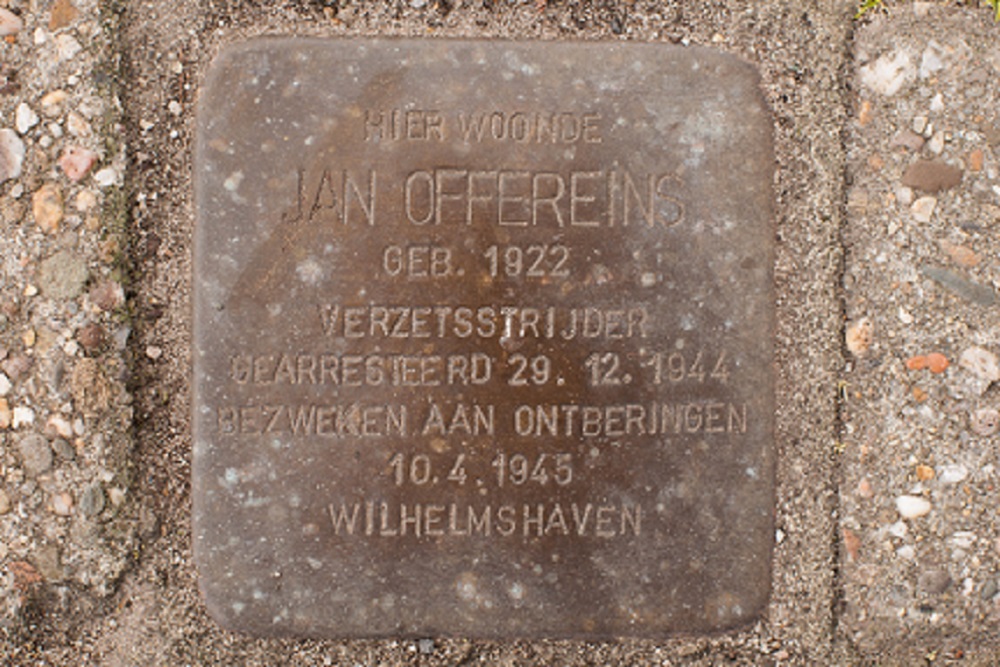 HIER WOONDE
JAN OFFEREINS
GEB. 1922
VERZETSSTRIJDER
GEARRESTEERD 29. 12. 1944
BEZWEKEN AAN ONTBERINGEN
10.4.1945
WILHELMSHAVEN